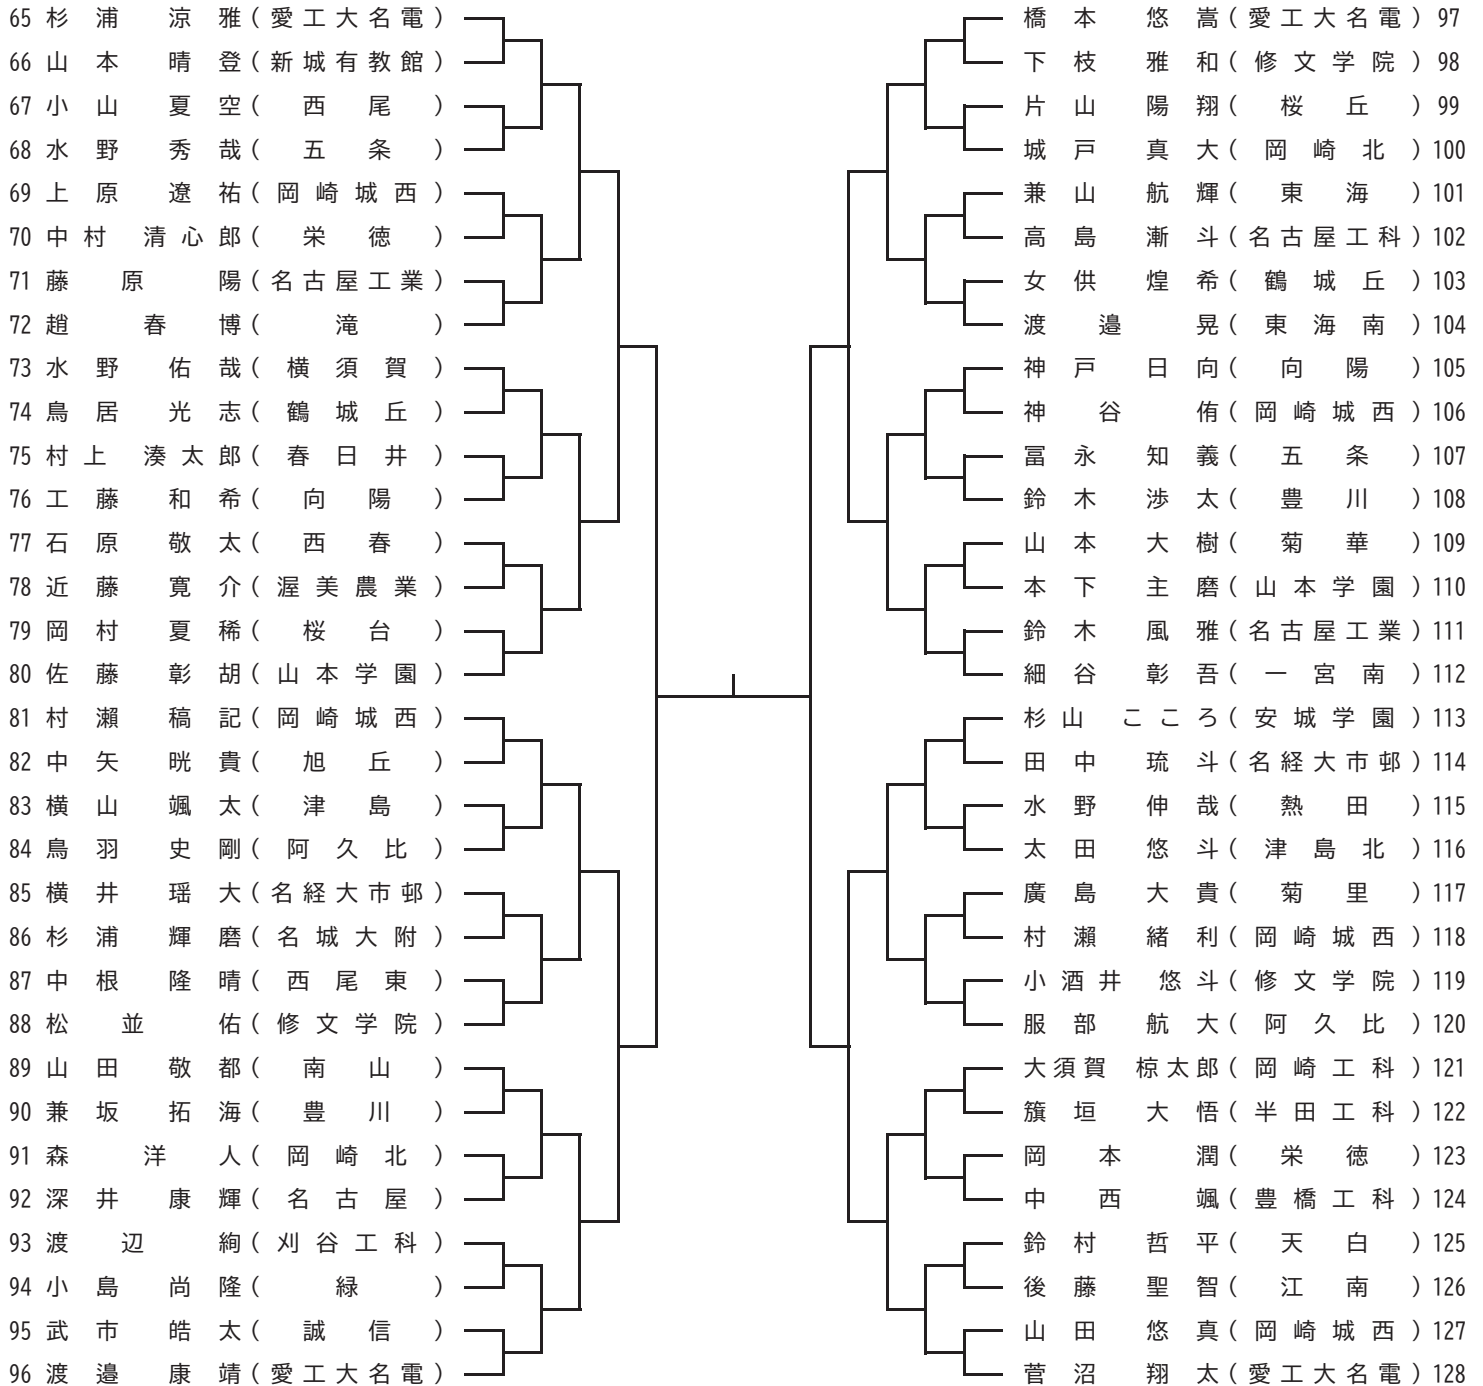 65 杉浦 涼雅(愛工大名電)
66 山本 晴登(新城有教館)
67 小山 夏空(西尾)
68 水野 秀哉(五条)
69 上原 遼祐(岡崎城西)
70 中村 清心郎(栄徳)
71 藤原 陽(名古屋工業)
72 趙 春博(滝)
73 水野 佑哉(横須賀)
74 鳥居 光志(鶴城丘)
75 村上 湊太郎(春日井)
76 工藤 和希(向陽)
77 石原 敬太(西春)
78 近藤 寛介(渥美農業)
79 岡村 夏稀(桜台)
80 佐藤 彰胡(山本学園)
81 村瀬 稿記(岡崎城西)
82 中矢 晄貴(旭丘)
83 横山 颯太(津島)
84 鳥羽 史剛(阿久比)
85 横井 瑶大(名経大市邨)
86 杉浦 輝磨(名城大附)
87 中根 隆晴(西尾東)
88 松並 佑(修文学院)
89 山田 敬都(南山)
90 兼坂 拓海(豊川)
91 森 洋人(岡崎北)
92 深井 康輝(名古屋)
93 渡辺 絢(刈谷工科)
94 小島 尚隆(緑)
95 武市 皓太(誠信)
96 渡邉 康靖(愛工大名電)
橋本 悠嵩(愛工大名電)97
下枝 雅和(修文学院)98
片山 陽翔(桜丘)99
城戸 真大(岡崎北)100
兼山 航輝(東海)101
高島 漸斗(名古屋工科)102
女供 煌希(鶴城丘)103
渡邉 晃(東海南)104
神戸 日向(向陽)105
神谷 侑(岡崎城西)106
冨永 知義(五条)107
鈴木 渉太(豊川)108
山本 大樹(菊華)109
本下 主磨(山本学園)110
鈴木 風雅(名古屋工業)111
細谷 彰吾(一宮南)112
杉山 こころ(安城学園)113
田中 琉斗(名経大市邨)114
水野 伸哉(熱田)115
太田 悠斗(津島北)116
廣島 大貴(菊里)117
村瀬 緒利(岡崎城西)118
小酒井 悠斗(修文学院)119
服部 航大(阿久比)120
大須賀 椋太郎(岡崎工科)121
籏垣 大悟(半田工科)122
岡本 潤(栄徳)123
中西 颯(豊橋工科)124
鈴村 哲平(天白)125
後藤 聖智(江南)126
山田 悠真(岡崎城西)127
菅沼 翔太(愛工大名電)128